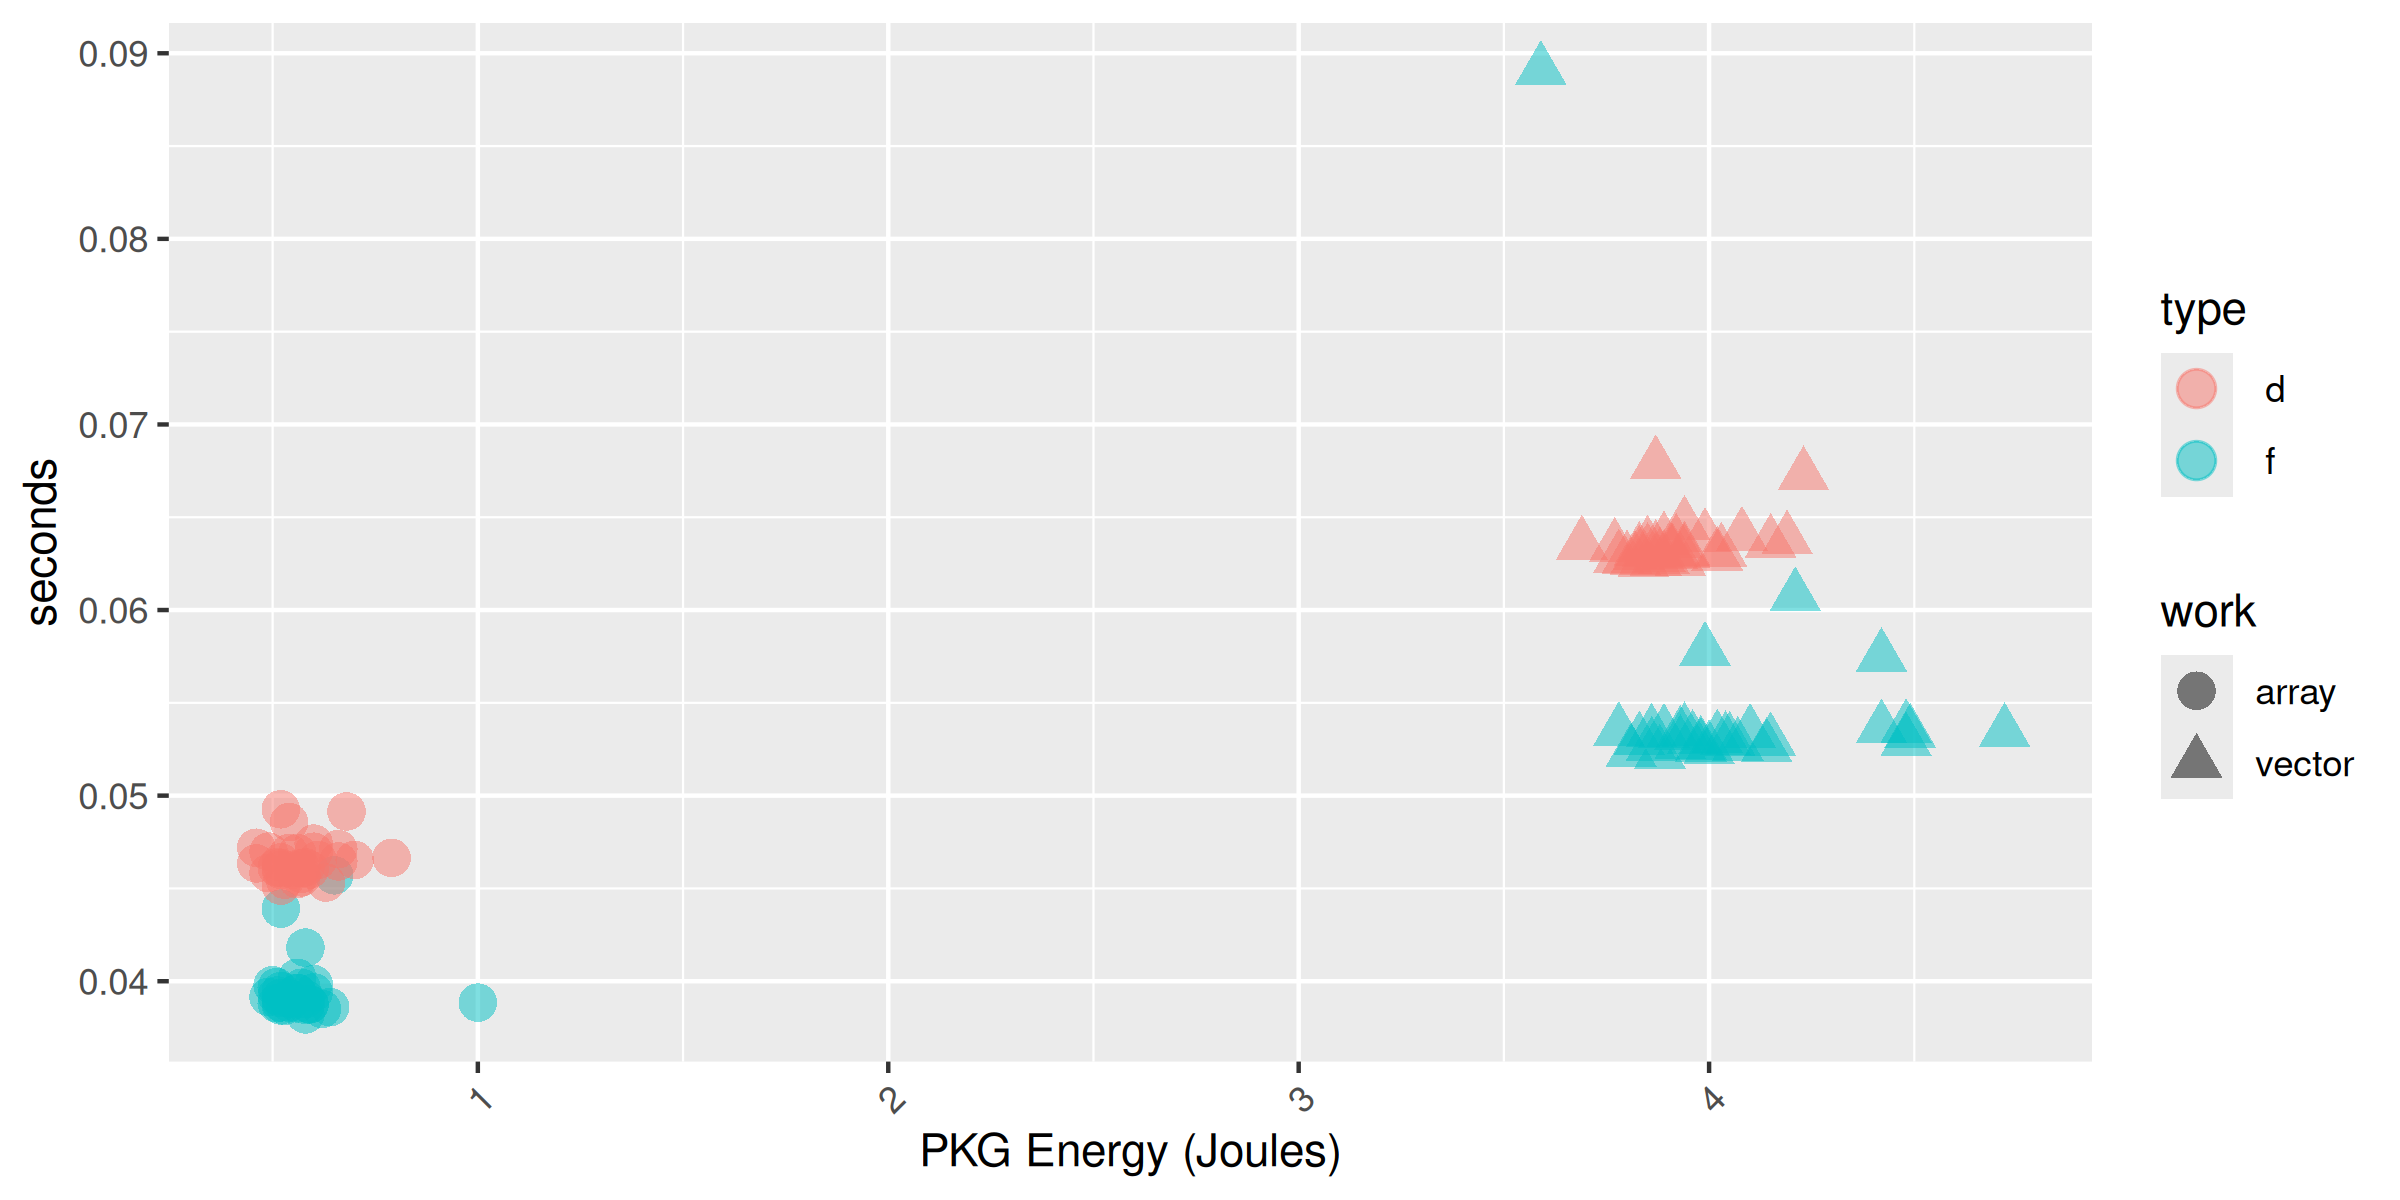 0.09
0.08
0.07
0.06
0.05
0.04
seconds
1
2
3
4
PKG Energy (Joules)
type
d
f
work
array
vector